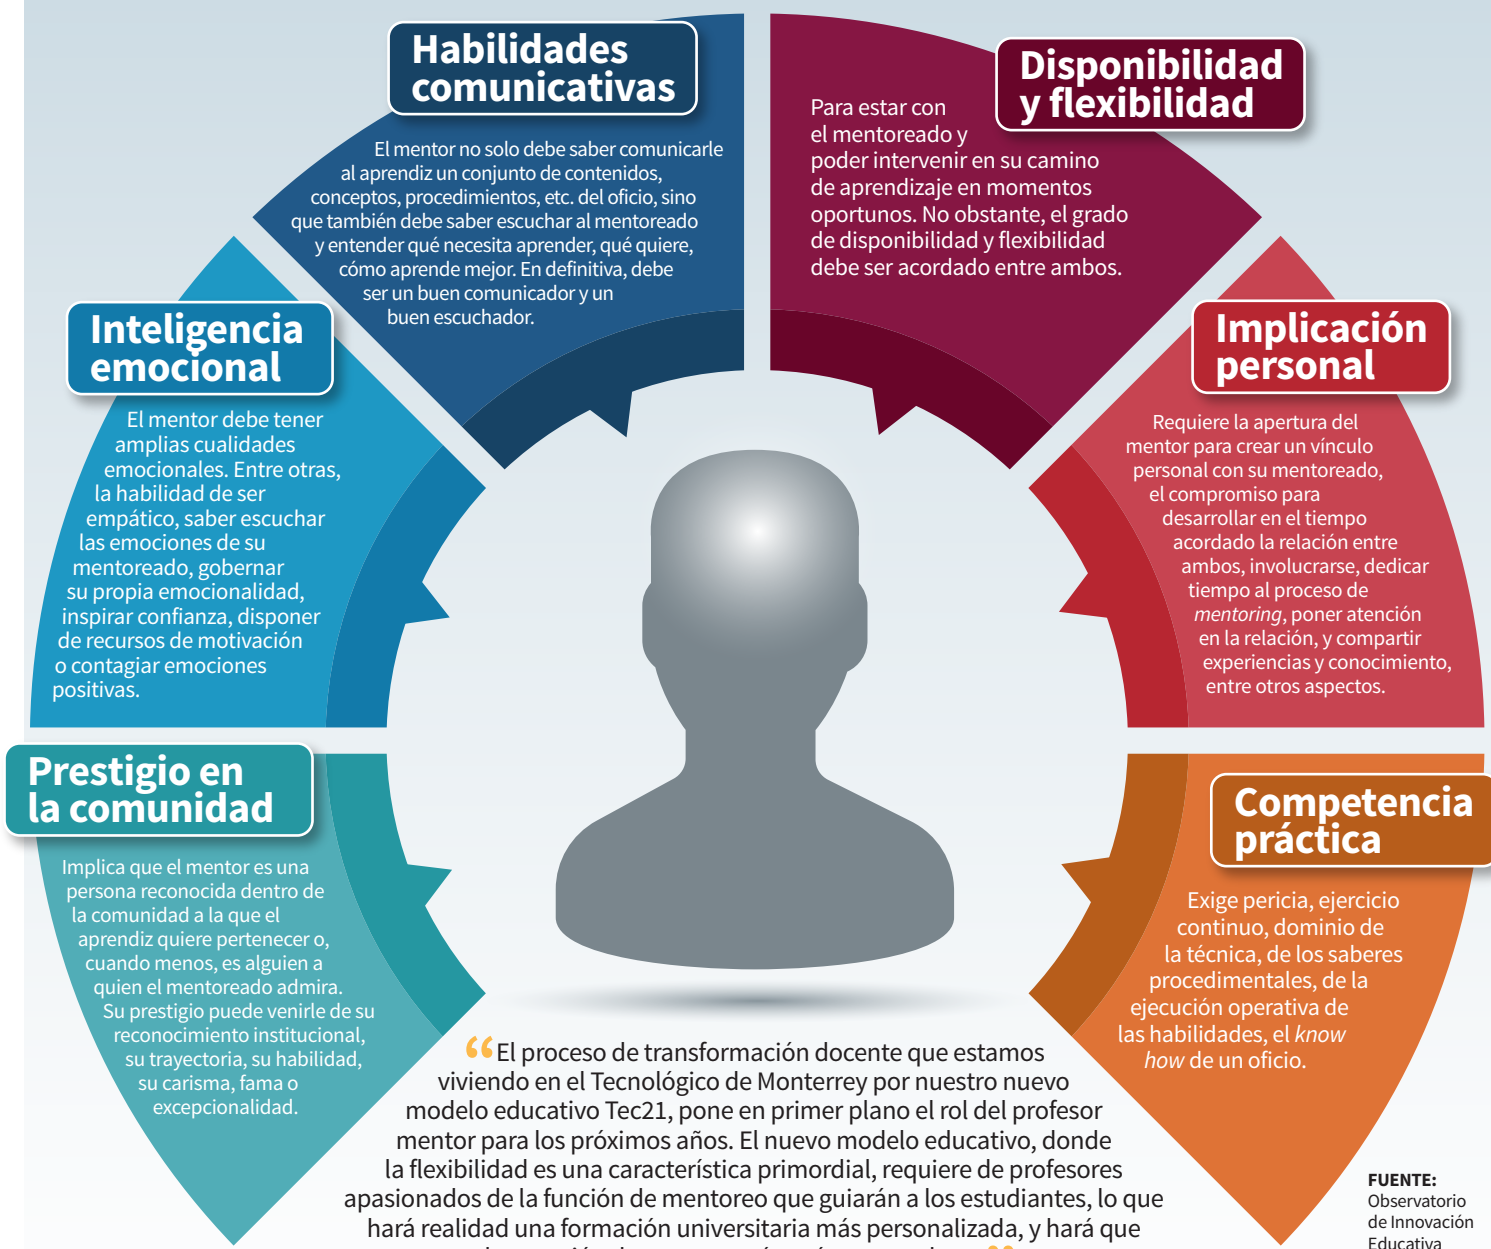 Habilidades
comunicativas
El mentor no solo debe saber comunicarle
al aprendiz un conjunto de contenidos,
conceptos, procedimientos, etc. del oficio, sino
que también debe saber escuchar al mentoreado
y entender qué necesita aprender, qué quiere,
cómo aprende mejor. En definitiva, debe
ser un buen comunicador y un
buen escuchador.
Disponibilidad
y flexibilidad
Para estar con
el mentoreado y
poder intervenir en su camino
de aprendizaje en momentos
oportunos. No obstante, el grado
de disponibilidad y flexibilidad
debe ser acordado entre ambos.
Inteligencia
emocional
El mentor debe tener
amplias cualidades
emocionales. Entre otras,
la habilidad de ser
empático, saber escuchar
las emociones de su
mentoreado, gobernar
su propia emocionalidad,
inspirar confianza, disponer
de recursos de motivación
o contagiar emociones
positivas.
Implicación
personal
Requiere la apertura del
mentor para crear un vínculo
personal con su mentoreado,
el compromiso para
desarrollar en el tiempo
acordado la relación entre
ambos, involucrarse, dedicar
tiempo al proceso de
mentoring, poner atención
en la relación, y compartir
experiencias y conocimiento,
entre otros aspectos.
Prestigio en
la comunidad
Implica que el mentor es una
persona reconocida dentro de
la comunidad a la que el
aprendiz quiere pertenecer o,
cuando menos, es alguien a
quien el mentoreado admira.
Su prestigio puede venirle de su
reconocimiento institucional,
su trayectoria, su habilidad,
su carisma, fama o
excepcionalidad.
Competencia
práctica
Exige pericia, ejercicio
continuo, dominio de
la técnica, de los saberes
procedimentales, de la
ejecución operativa de
las habilidades, el know
how de un oficio.
“El proceso de transformación docente que estamos
viviendo en el Tecnológico de Monterrey por nuestro nuevo
modelo educativo Tec21, pone en primer plano el rol del profesor
mentor para los próximos años. El nuevo modelo educativo, donde
la flexibilidad es una característica primordial, requiere de profesores
apasionados de la función de mentoreo que guiarán a los estudiantes, lo que
hará realidad una formación universitaria más personalizada, y hará que
FUENTE:
Observatorio
de Innovación
Educativa